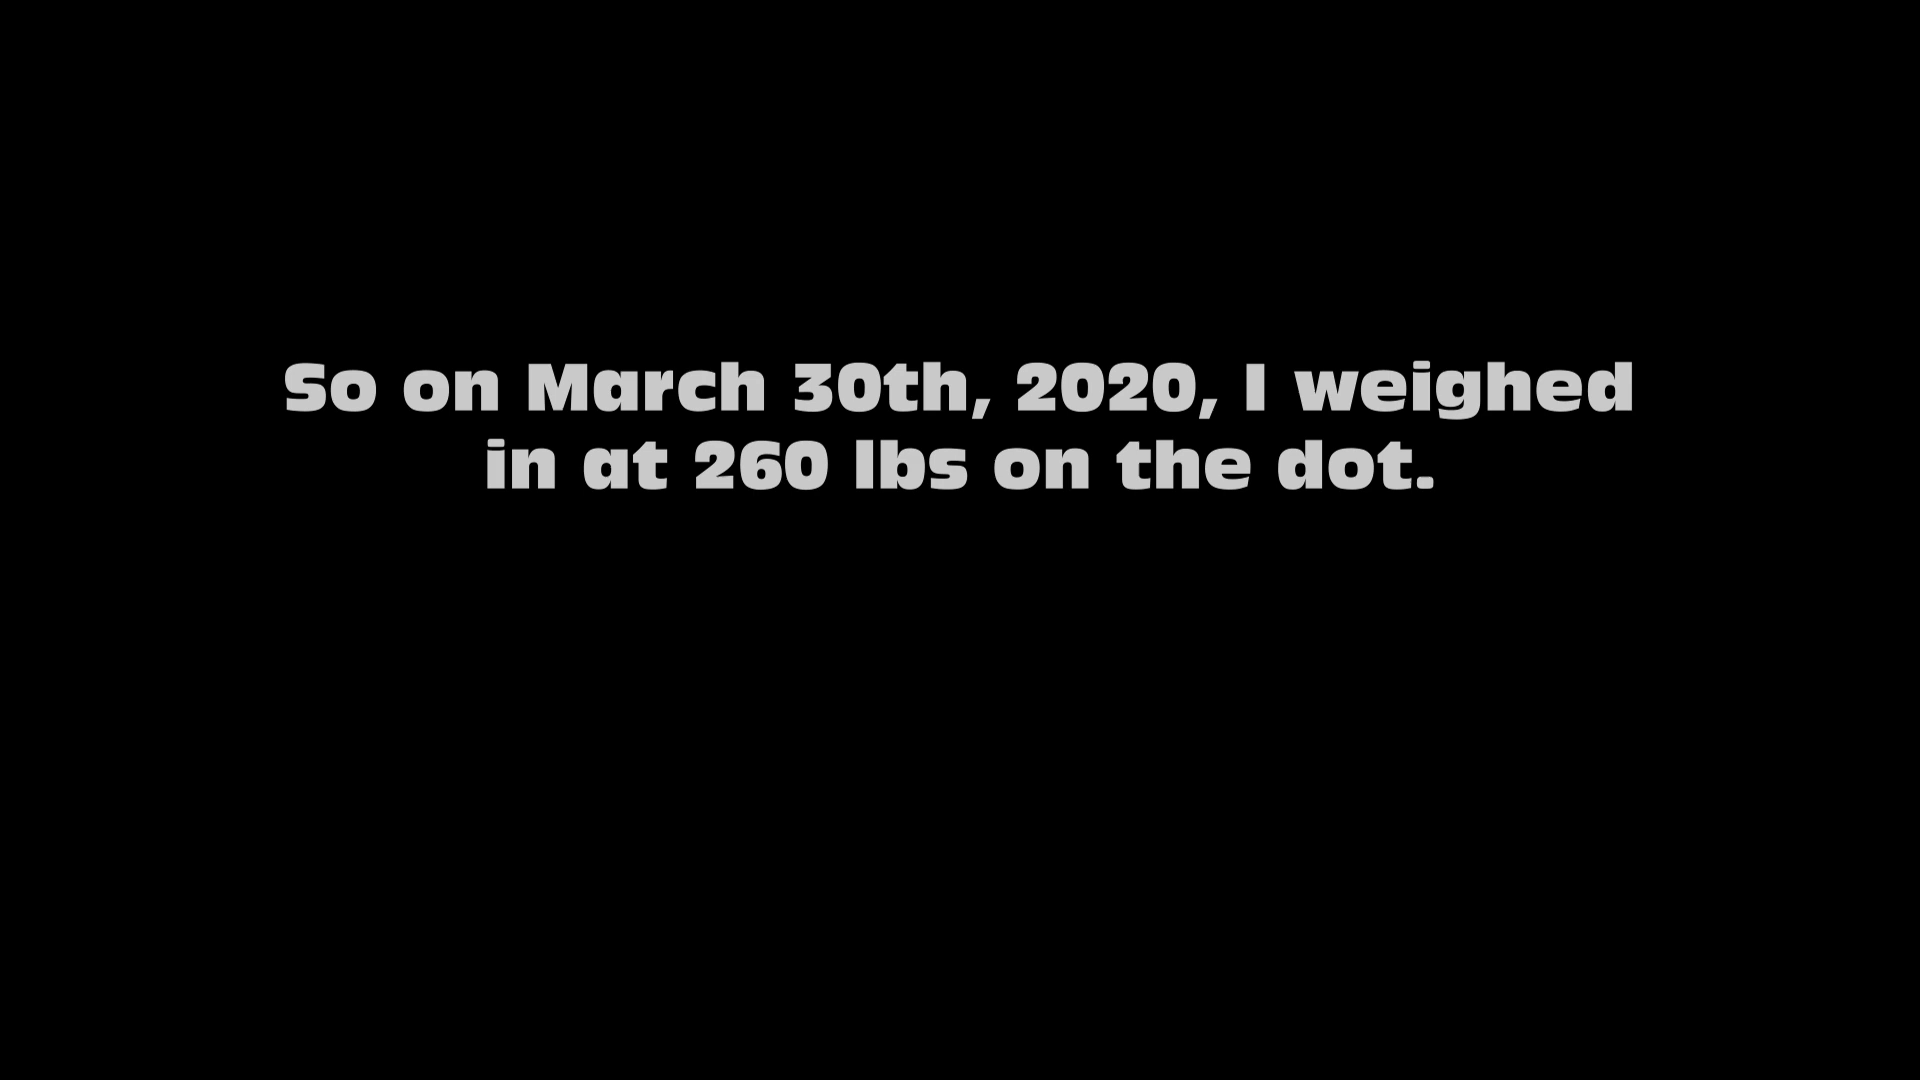 So on March 30th, 2020, I weighed
in at 260 lbs on the dot.